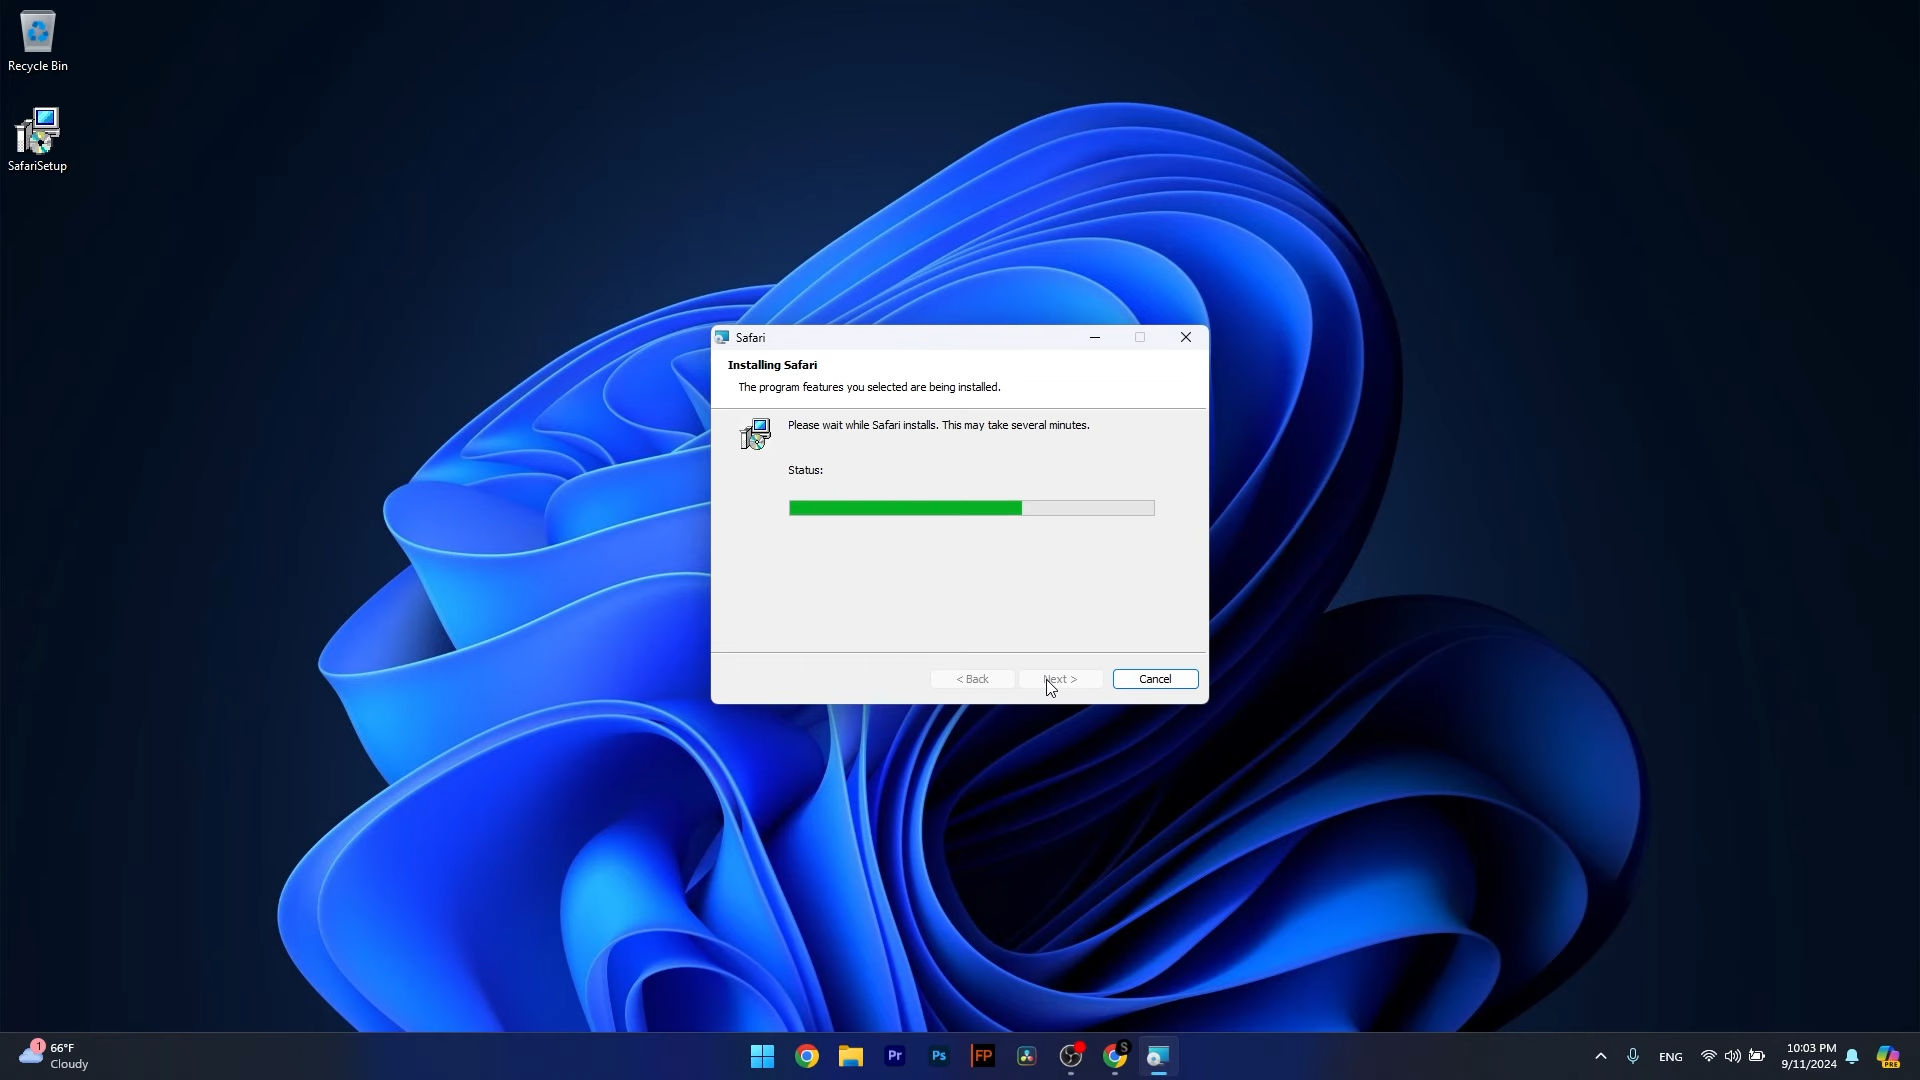 Recycle Bin
SafariSetup
Safari
Installing Safari
The program features you selected are being installed.
Please wait while Safari installs. This may take several minutes.
Status:
< Back
Next >
Cancel
1
66°F
Cloudy
Pr
Ps
FP
S
ENG
10:03 PM
9/11/2024
PRE